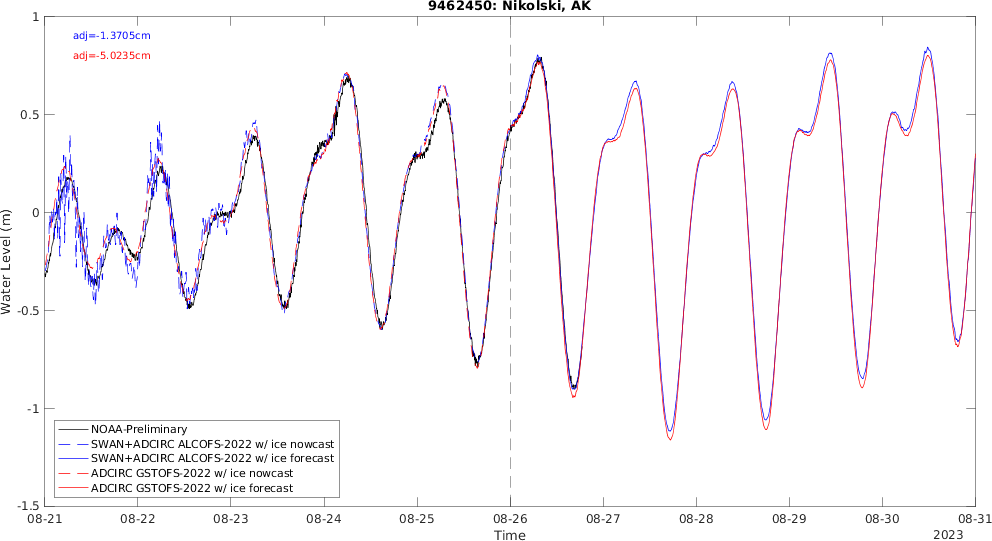 9462450: Nikolski, AK
adj=-1.3705cm
adj=-5.0235cm
1
0.5
0
-0.5
-1
-1.5
Water Level (m)
NOAA-Preliminary
SWAN+ADCIRC ALCOFS-2022 w/ ice nowcast
SWAN+ADCIRC ALCOFS-2022 w/ ice forecast
ADCIRC GSTOFS-2022 w/ ice nowcast
ADCIRC GSTOFS-2022 w/ ice forecast
08-21 08-22 08-23 08-24 08-25 08-26 08-27 08-28 08-29 08-30 08-31
Time
2023